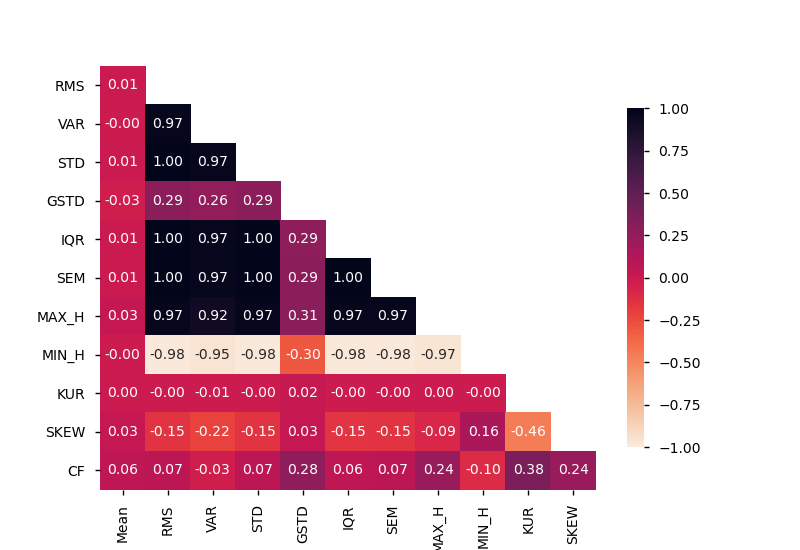 RMS 0.01
VAR -0.00 0.97
STD 0.01 1.00 0.97
GSTD -0.03 0.29 0.26 0.29
IQR 0.01 1.00 0.97 1.00 0.29
SEM 0.01 1.00 0.97 1.00 0.29 1.00
MAX_H 0.03 0.97 0.92 0.97 0.31 0.97 0.97
MIN_H -0.00 -0.98 -0.95 -0.98 -0.30 -0.98 -0.98 -0.97
KUR 0.00 -0.00 -0.01 -0.00 0.02 -0.00 -0.00 0.00 -0.00
SKEW 0.03 -0.15 -0.22 -0.15 0.03 -0.15 -0.15 -0.09 0.16 -0.46
CF 0.06 0.07 -0.03 0.07 0.28 0.06 0.07 0.24 -0.10 0.38 0.24
Mean RMS VAR STD GSTD IQR SEM MAX_H MIN_H KUR SKEW
1.00
0.75
0.50
0.25
0.00
−0.25
−0.50
−0.75
−1.00